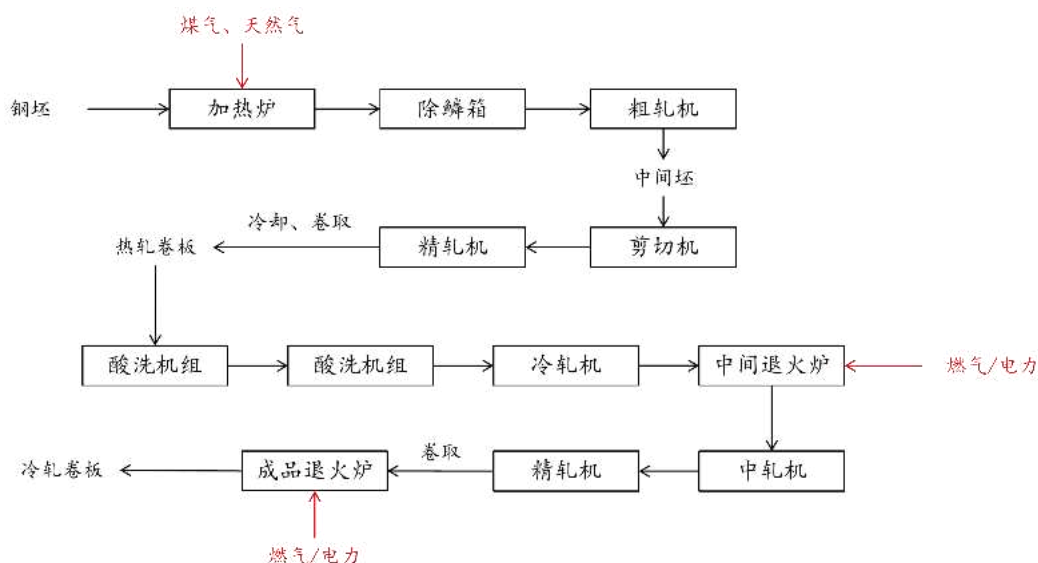 煤气、天然气
钢坯
加热炉
除鳞箱
粗轧机
中间坯
剪切机
精轧机
冷却、卷取
热轧卷板
酸洗机组
酸洗机组
冷轧机
中间退火炉
燃气/电力
中轧机
精轧机
卷取
成品退火炉
冷轧卷板
燃气/电力